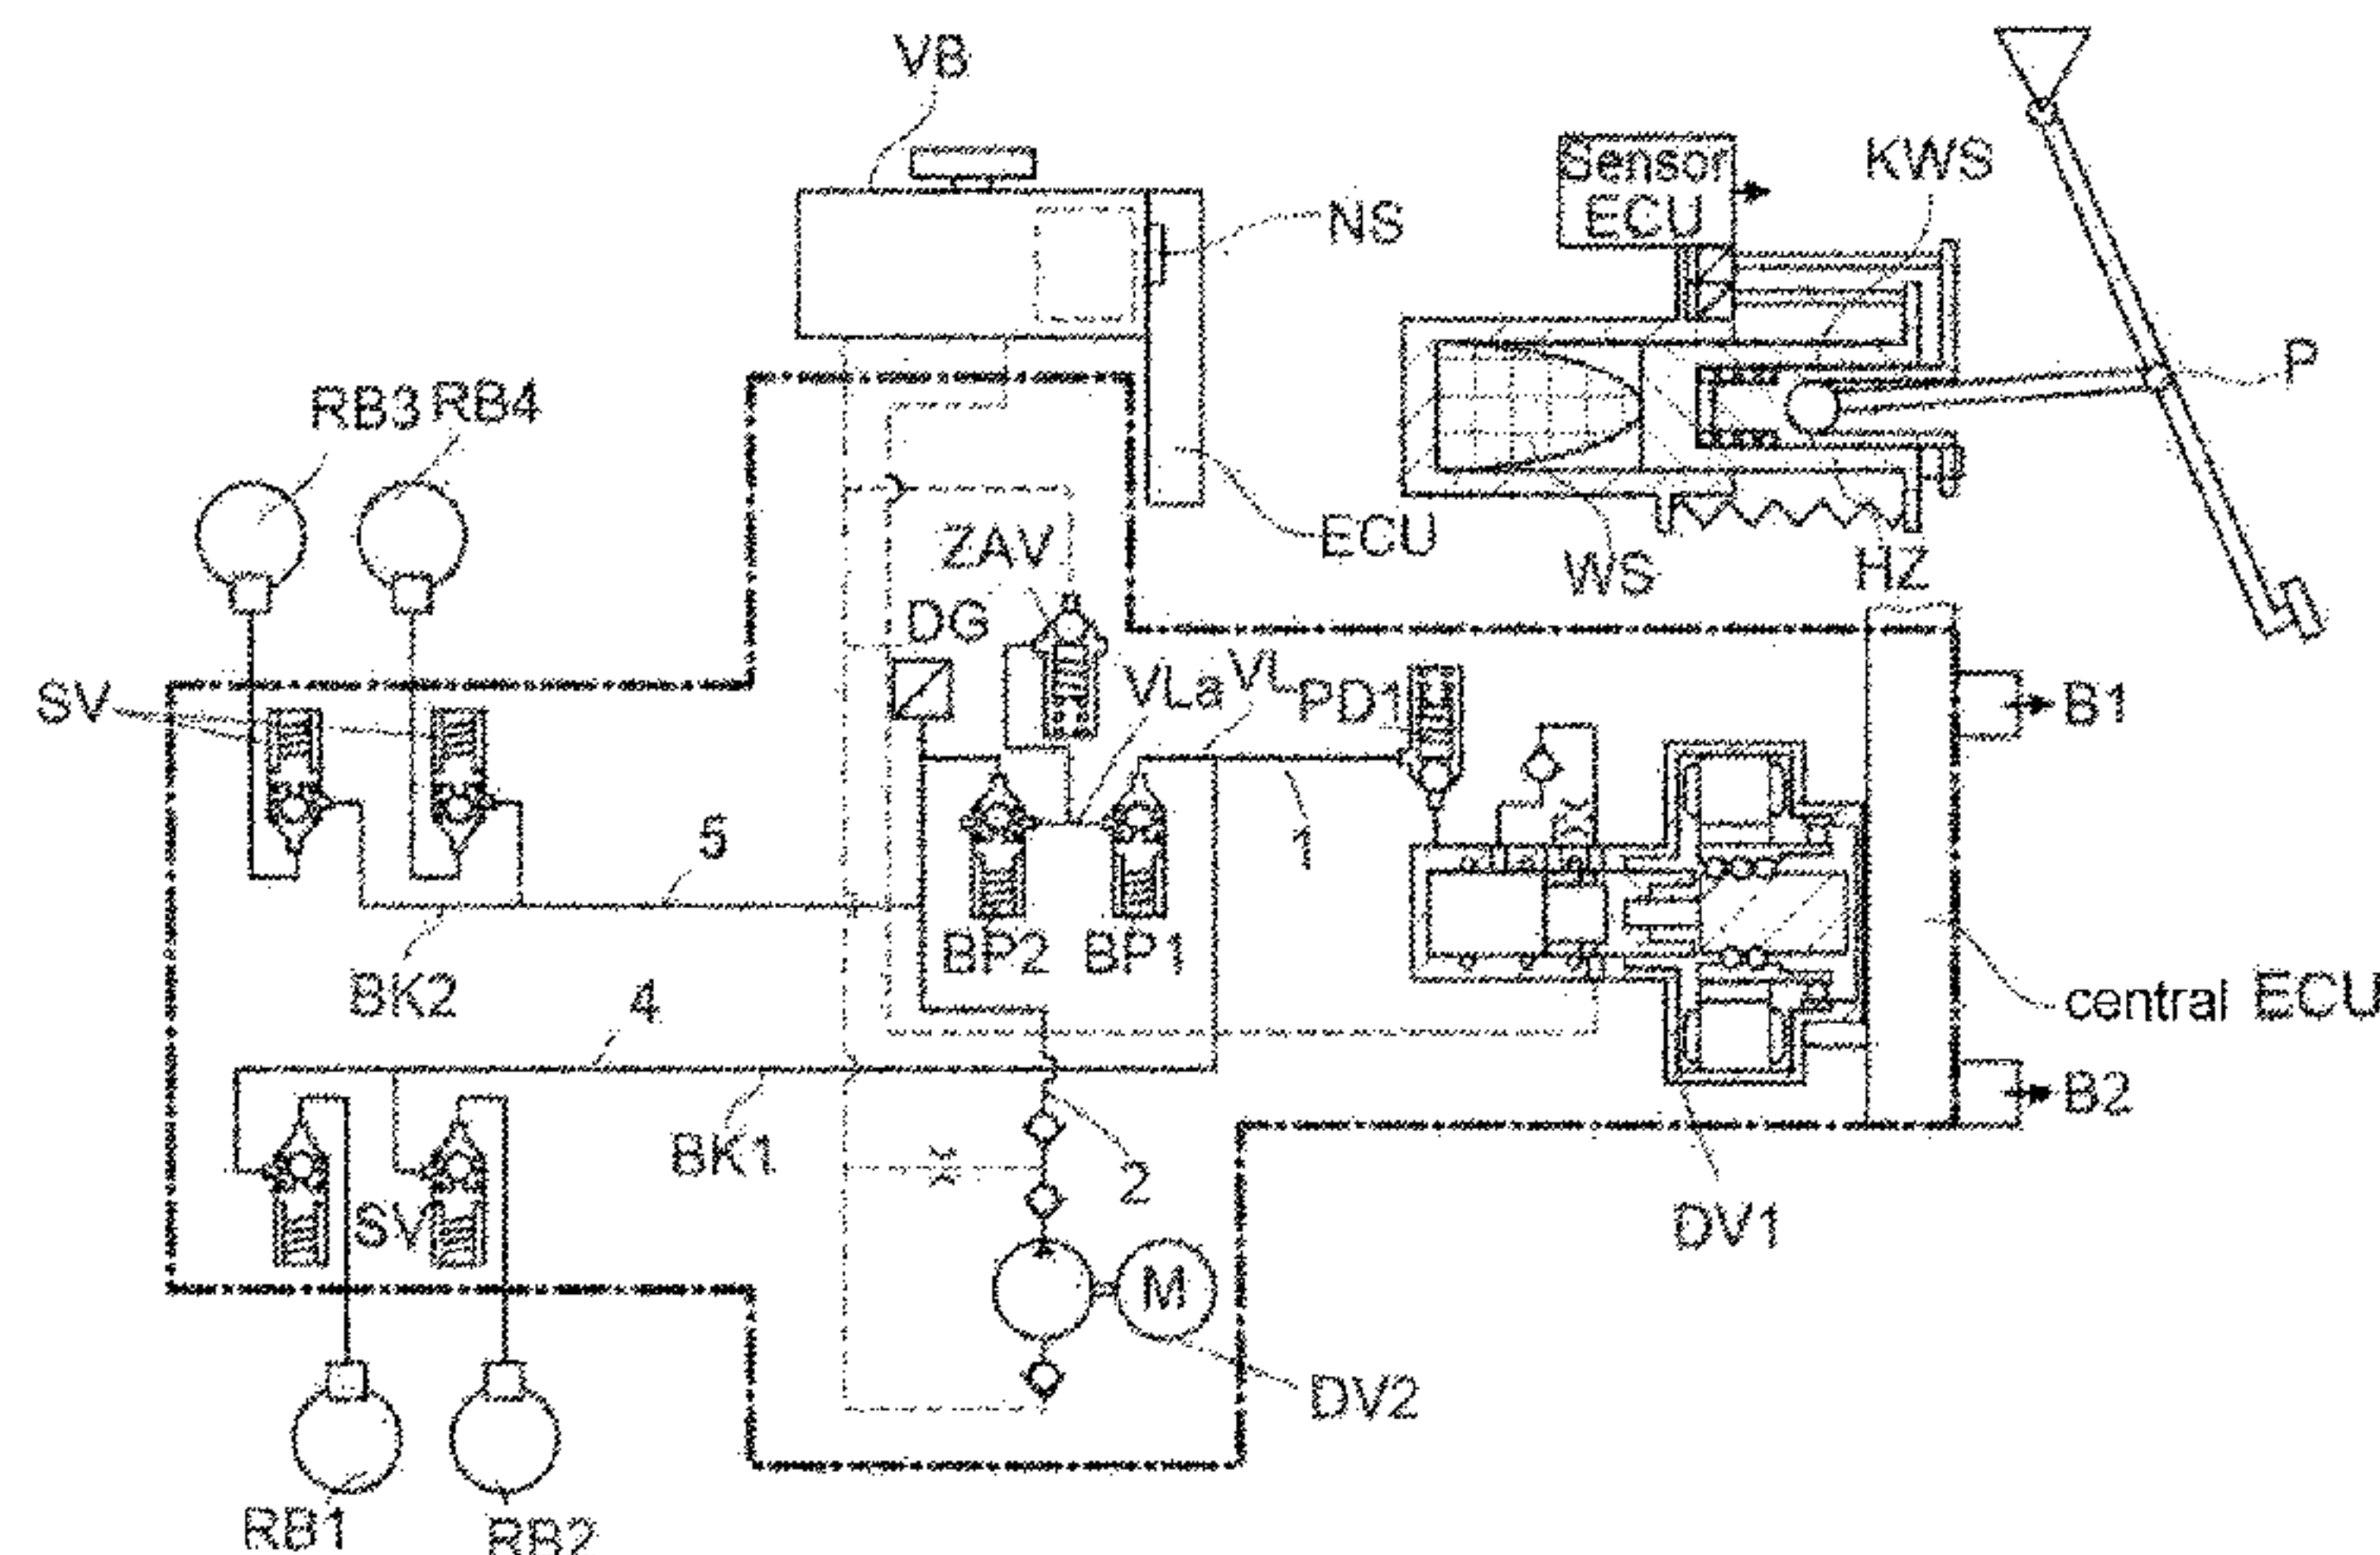 VB
Sensor
ECU
KWS
NS
P
RB3
RB4
ECU
ZAV
WS
HZ
DG
SV
VLa
VL
PD1
B1
5
1
BP2
BP1
BK2
4
central ECU
B2
BK1
2
SV
DV1
M
DV2
RB1
RB2